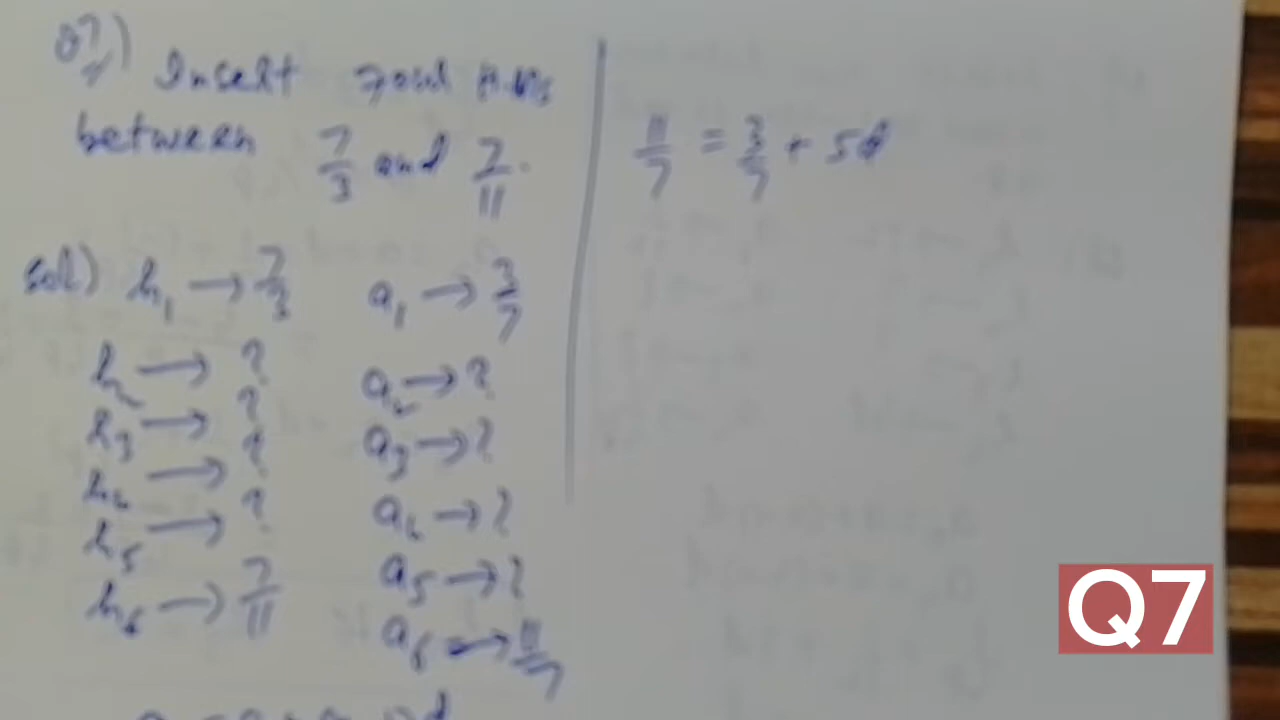 Q7)
Insert four H.Ms
between 7/3 and 7/11.
Sol) h₁ → 7/3 a₁ → 3/7
h₂ → ? a₂ → ?
h₃ → ? a₃ → ?
h₄ → ? a₄ → ?
h₅ → ? a₅ → ?
h₆ → 7/11 a₆ → 11/7
11/7 = 3/7 + 5d
Q7